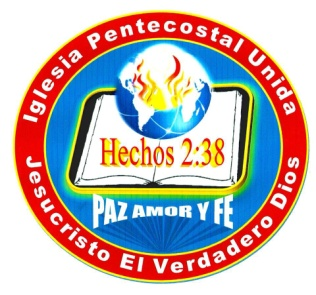 Iglesia Pentecostal Unida
Hechos 2:38
PAZ AMOR Y FE
Jesucristo El Verdadero Dios